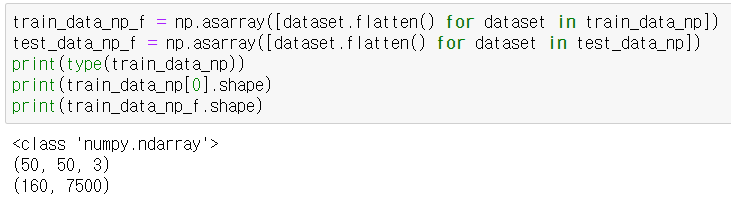 train_data_np_f = np.asarray([dataset.flatten() for dataset in train_data_np])
test_data_np_f = np.asarray([dataset.flatten() for dataset in test_data_np])
print(type(train_data_np))
print(train_data_np[0].shape)
print(train_data_np_f.shape)
<class 'numpy.ndarray'>
(50, 50, 3)
(160, 7500)